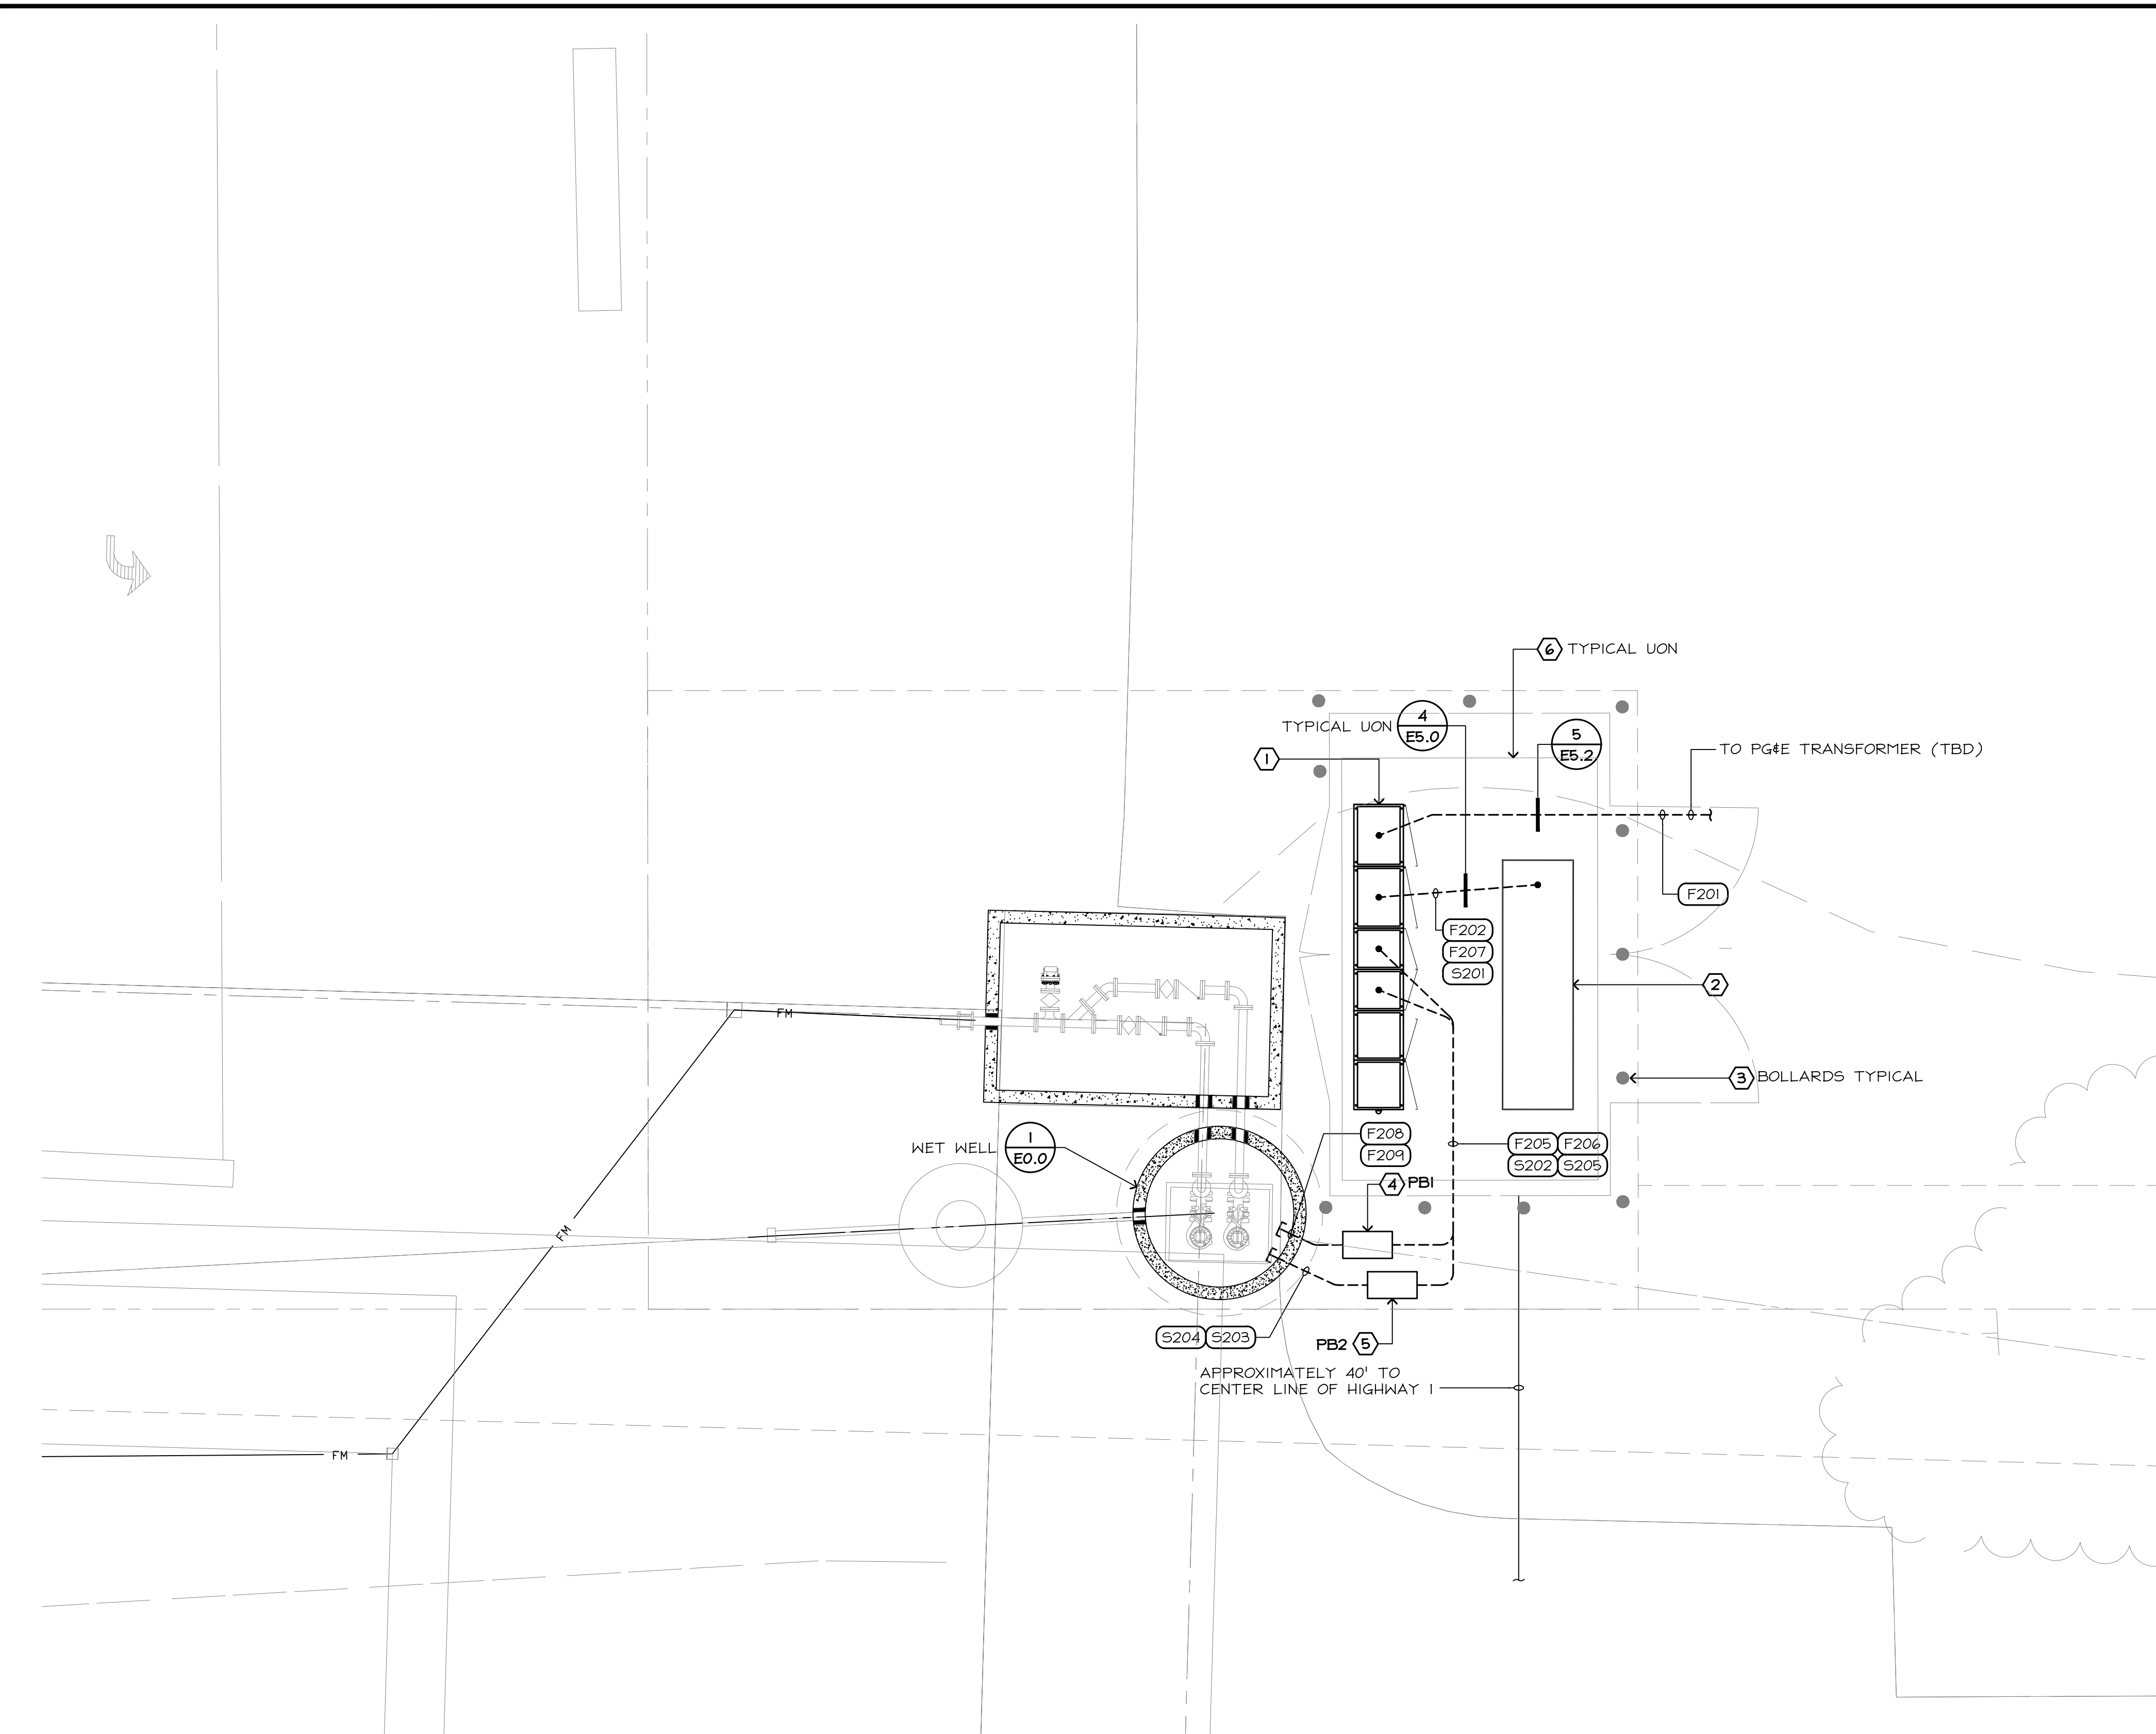 6 TYPICAL UON
TYPICAL UON 4
E5.0
5
E5.2
TO PG&E TRANSFORMER (TBD)
1
F201
F202
F207
S201
2
FM
3 BOLLARDS TYPICAL
WET WELL 1
E0.0
F208
F209
F205 F206
S202 S205
4 PB1
FM
S204 S203
PB2 5
APPROXIMATELY 40' TO
CENTER LINE OF HIGHWAY 1
FM